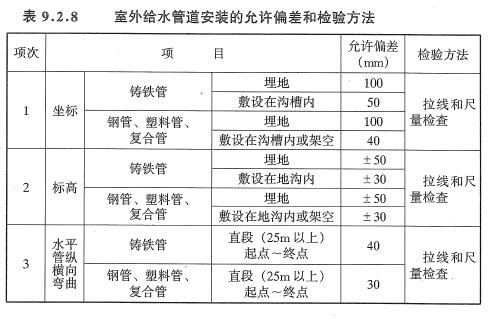 表 9.2.8 室外给水管道安装的允许偏差和检验方法
项次 项 目 允许偏差(mm) 检验方法
1 坐标 铸铁管 埋地 100 拉线和尺量检查
敷设在沟槽内 50
钢管、塑料管、复合管 埋地 100
敷设在沟槽内或架空 40
2 标高 铸铁管 埋地 ±50 拉线和尺量检查
敷设在地沟内 ±30
钢管、塑料管、复合管 埋地 ±50
敷设在地沟内或架空 ±30
3 水平管纵横向弯曲 铸铁管 直段(25m以上)起点~终点 40 拉线和尺量检查
钢管、塑料管、复合管 直段(25m以上)起点~终点 30